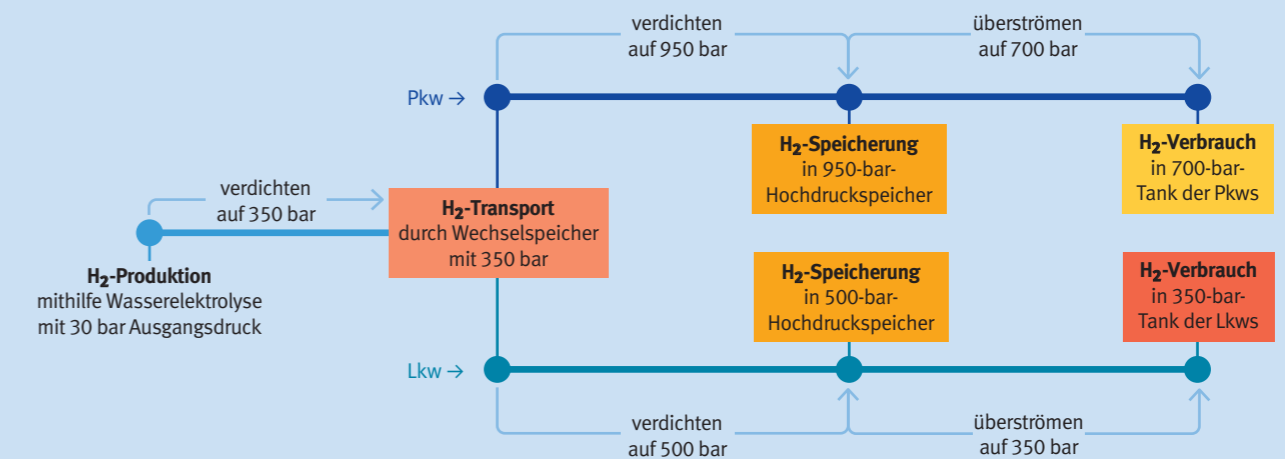 verdichten
auf 950 bar
überströmen
auf 700 bar
Pkw →
H₂-Speicherung
in 950-bar-
Hochdruckspeicher
H₂-Verbrauch
in 700-bar-
Tank der Pkws
verdichten
auf 350 bar
H₂-Transport
durch Wechselspeicher
mit 350 bar
H₂-Produktion
mithilfe Wasserelektrolyse
mit 30 bar Ausgangsdruck
H₂-Speicherung
in 500-bar-
Hochdruckspeicher
H₂-Verbrauch
in 350-bar-
Tank der Lkws
Lkw →
verdichten
auf 500 bar
überströmen
auf 350 bar